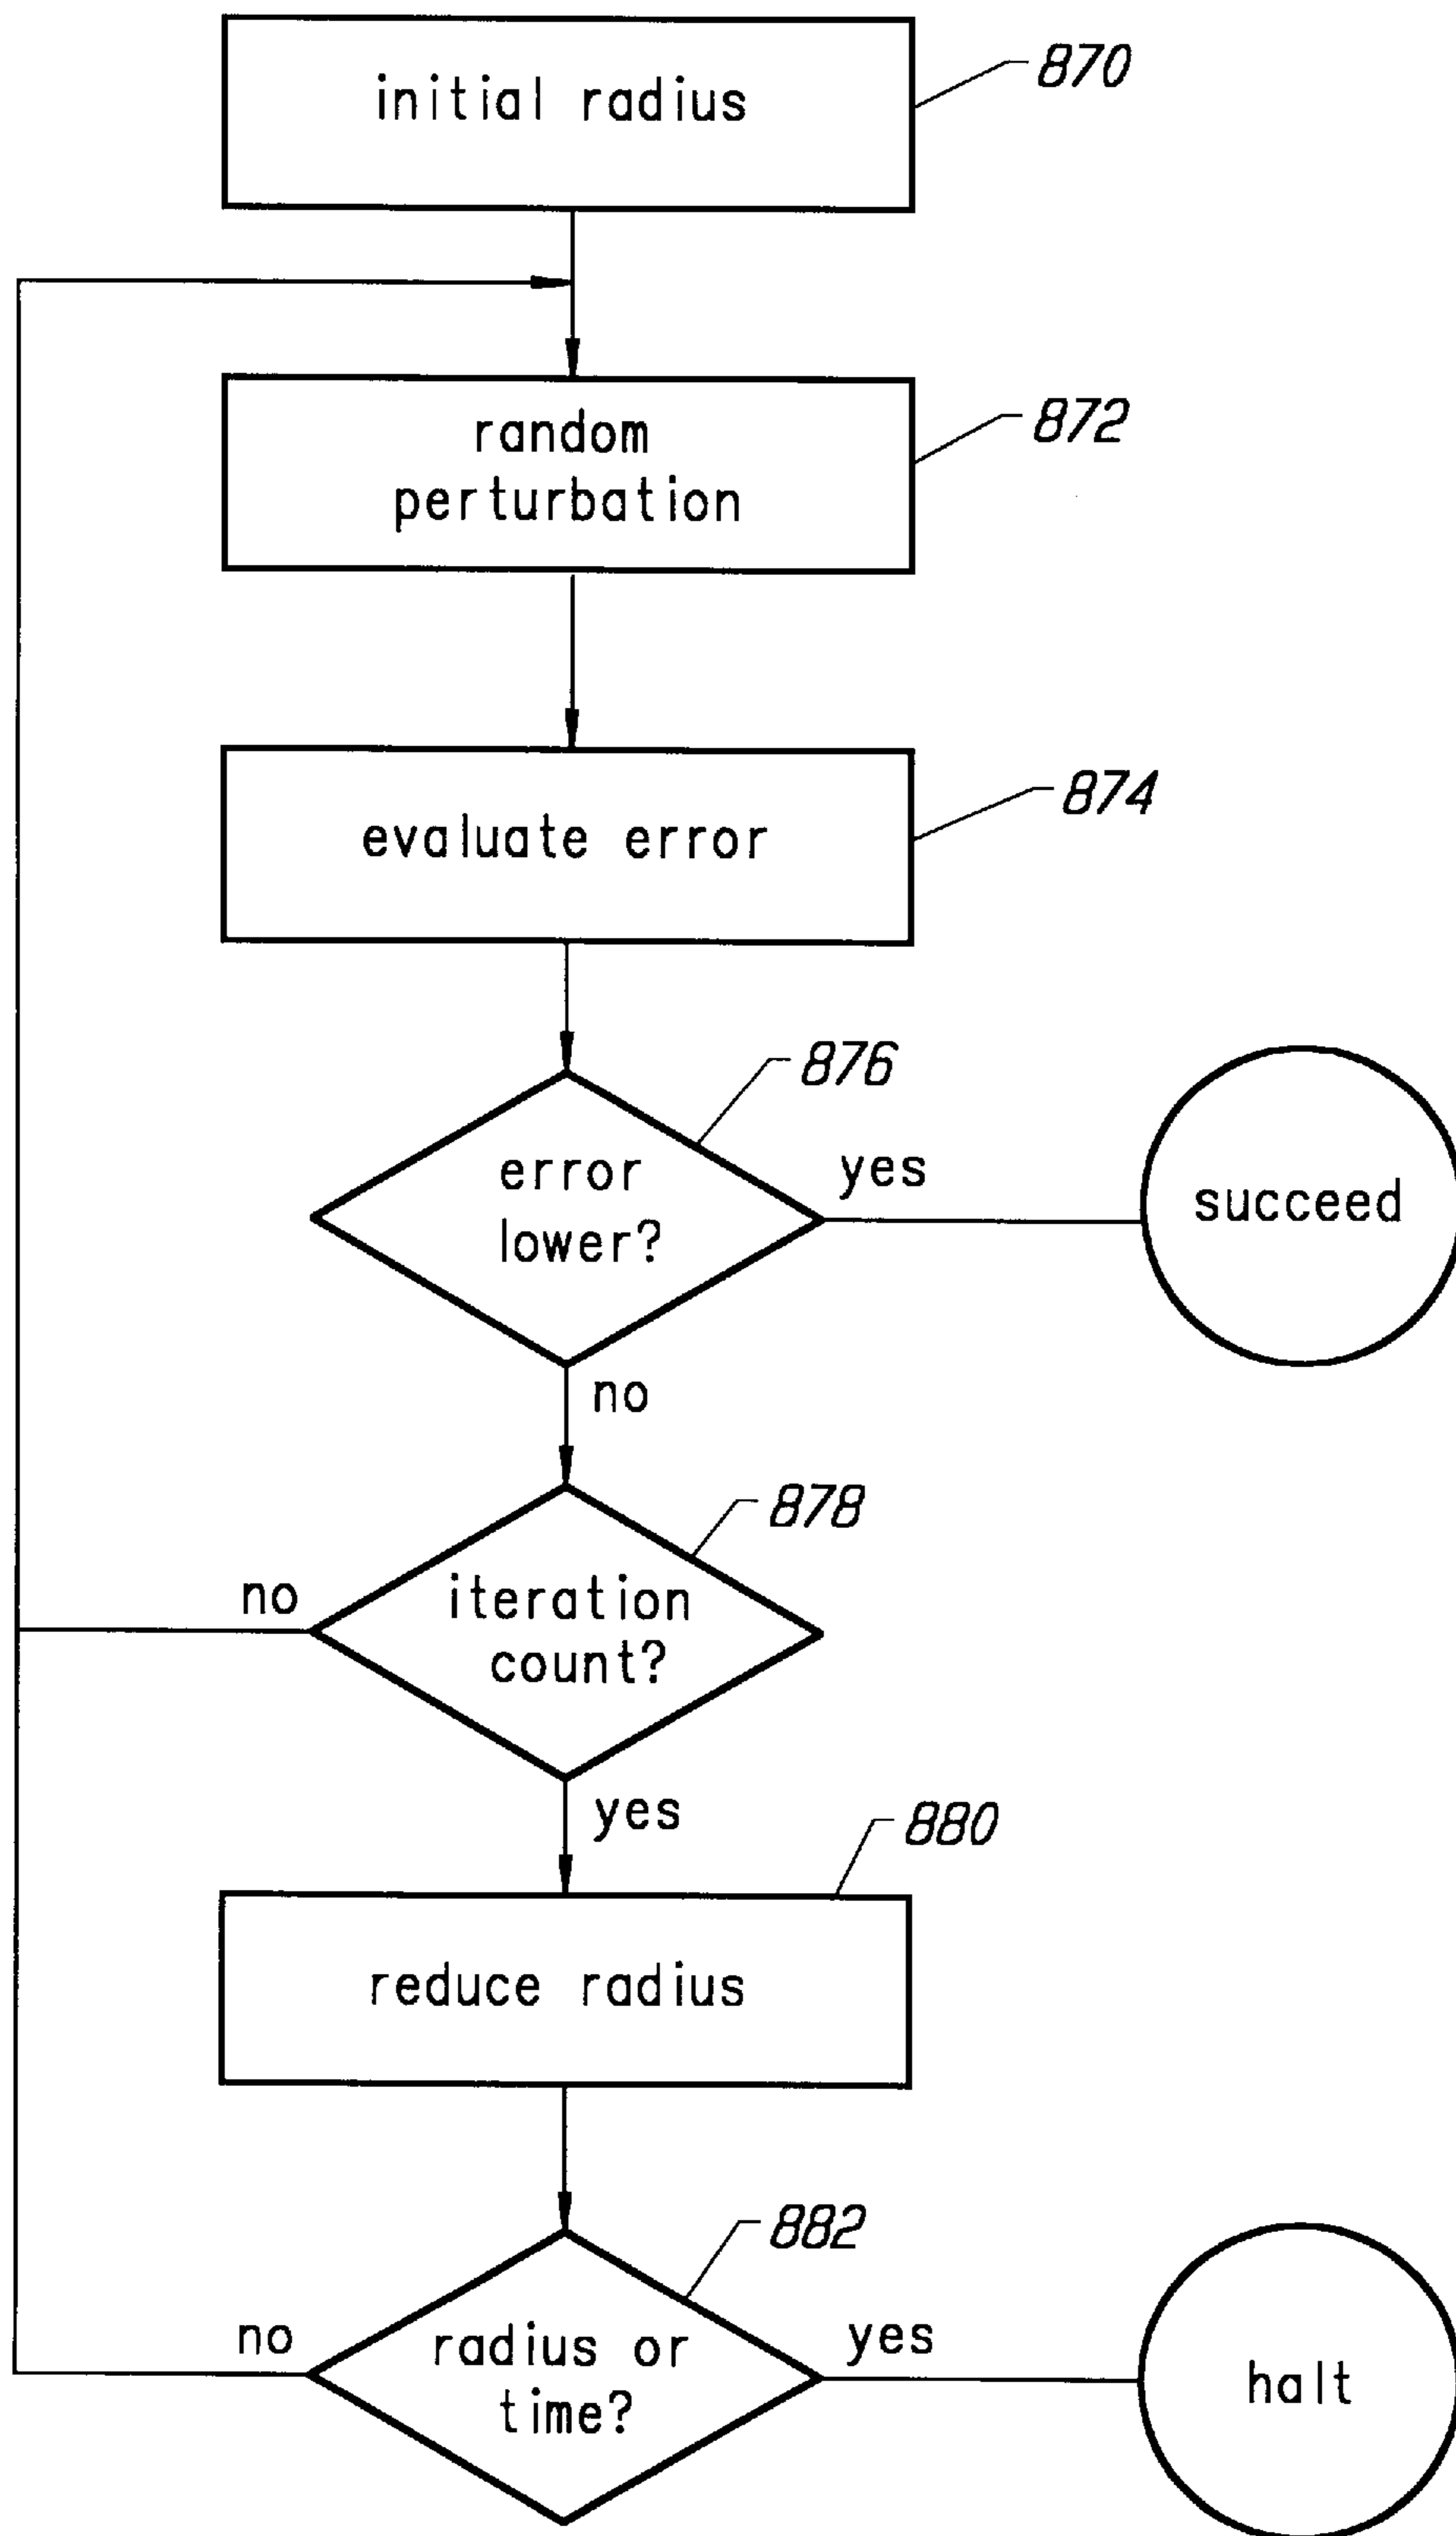 initial radius
870
random
perturbation
872
evaluate error
874
876
error
lower?
yes
succeed
no
878
no
iteration
count?
yes
880
reduce radius
882
no
radius or
time?
yes
halt